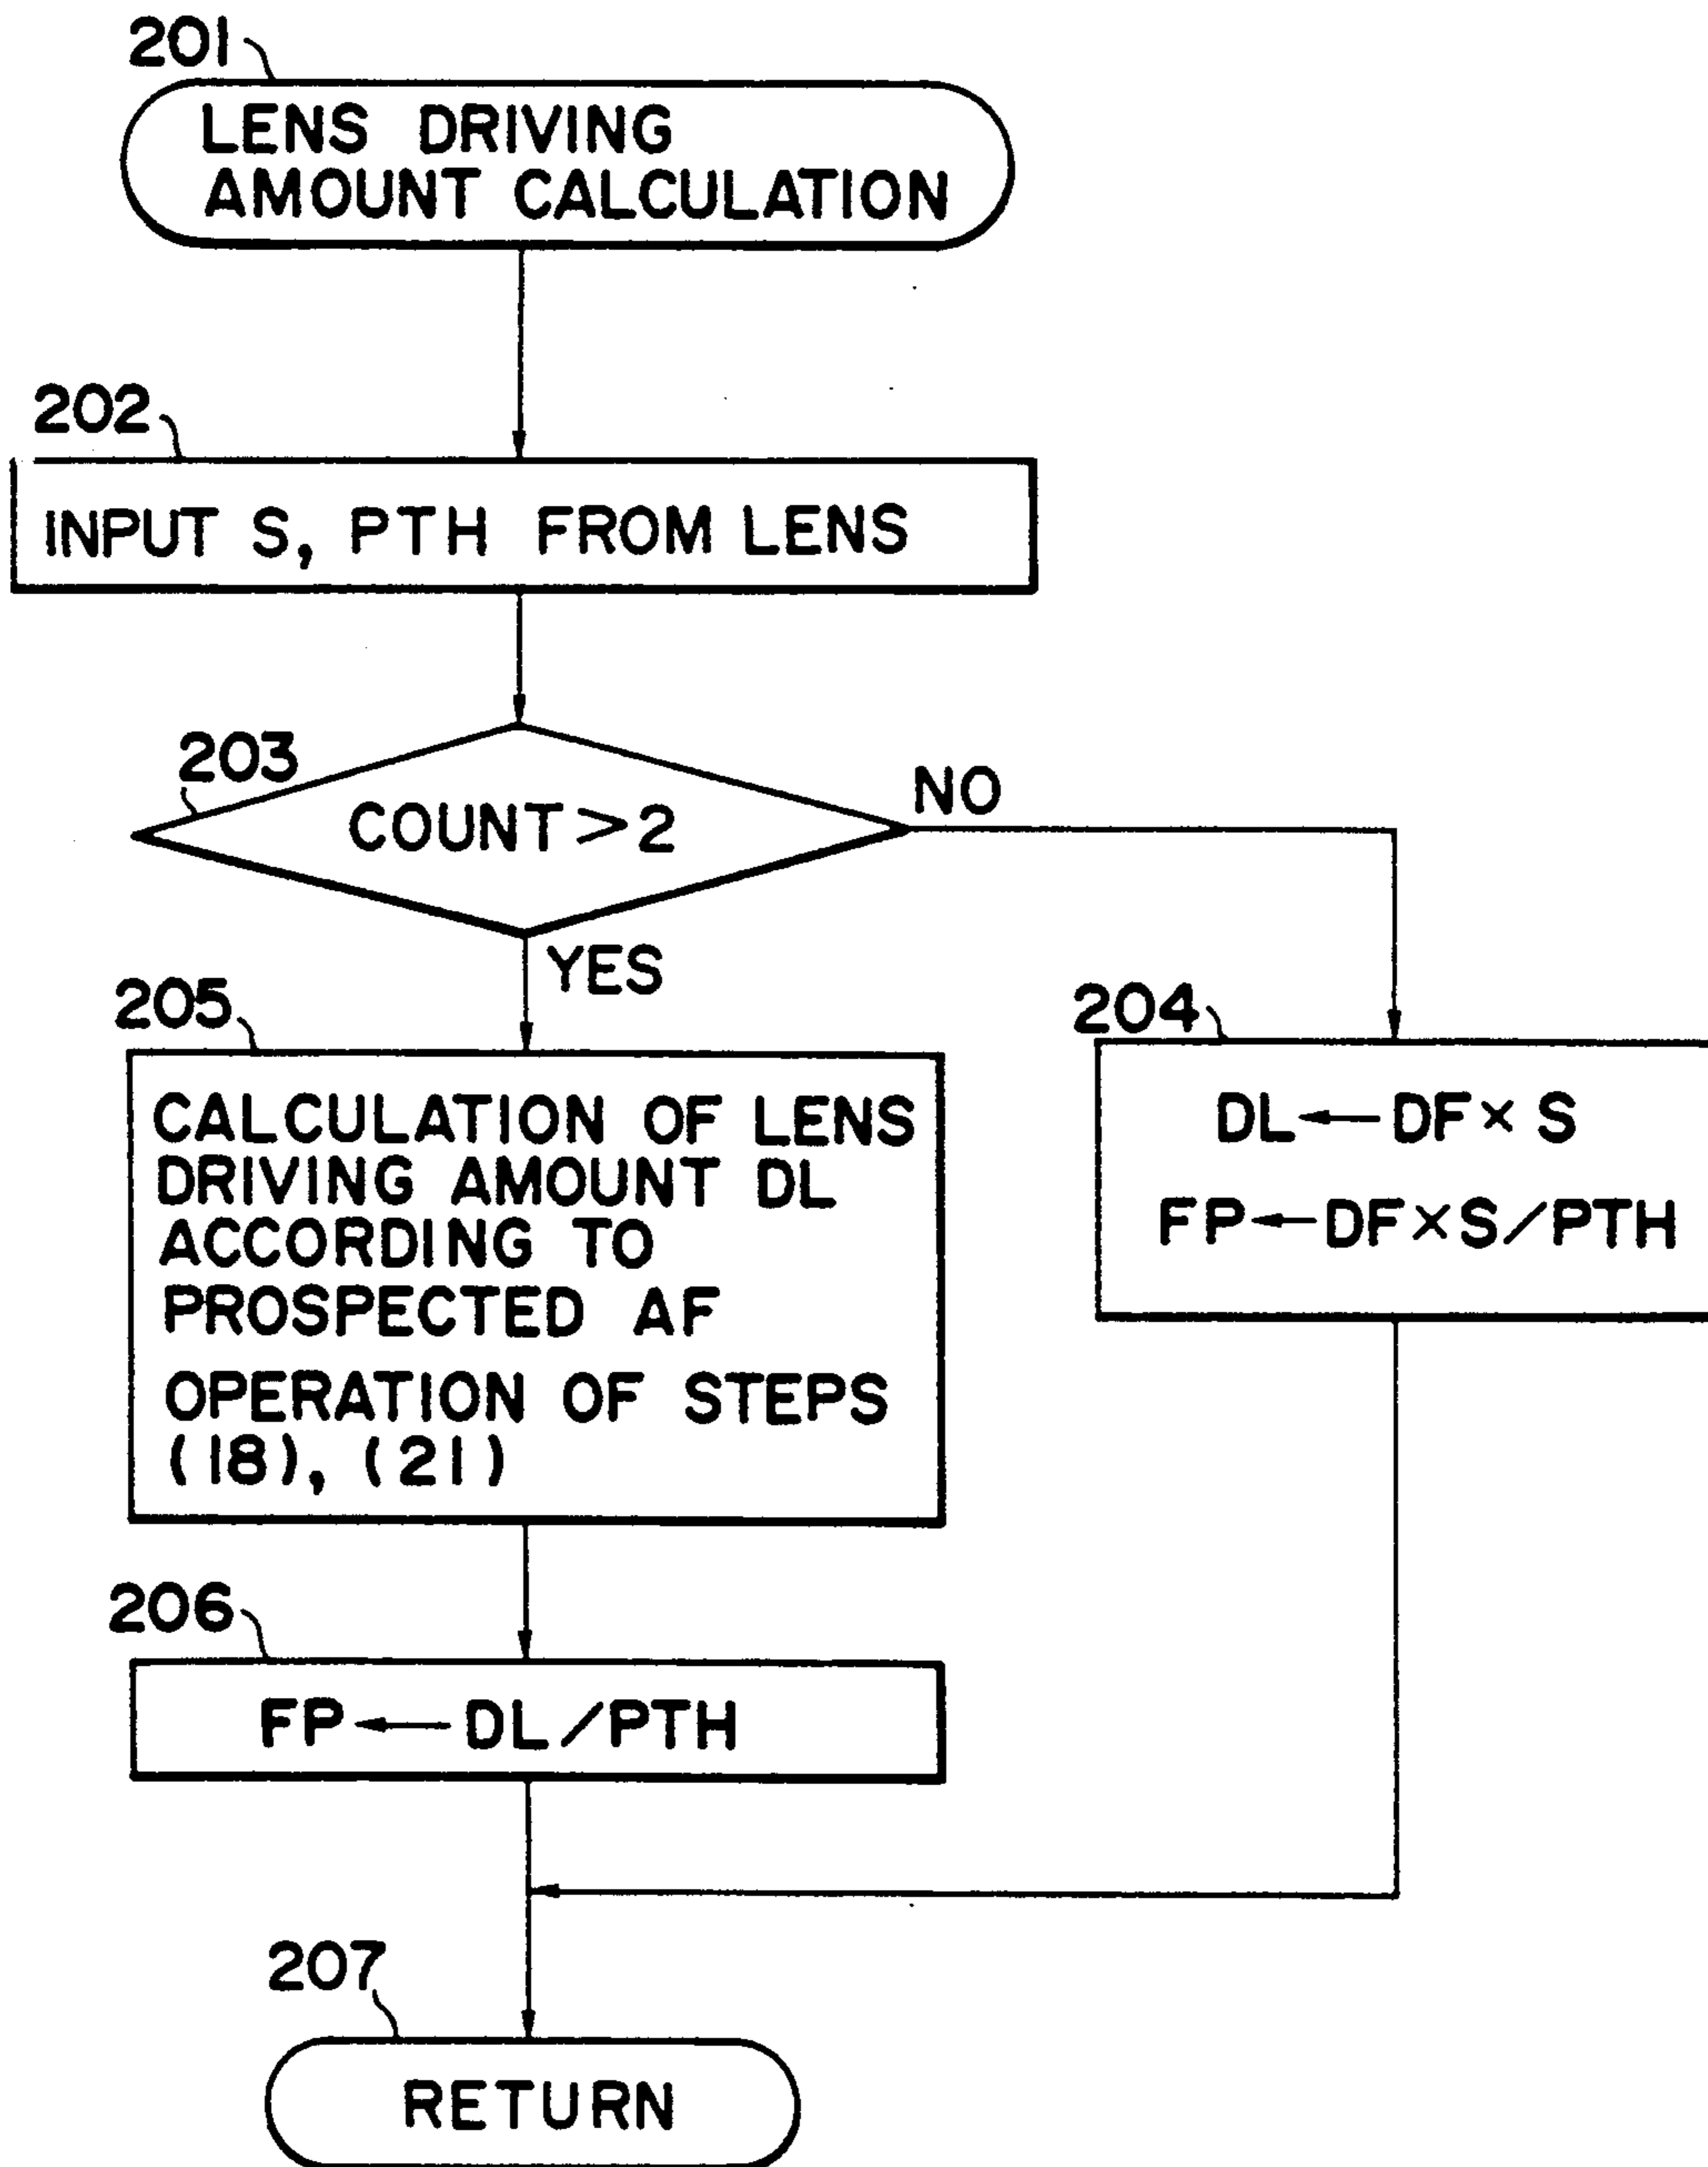 201
LENS DRIVING
AMOUNT CALCULATION
202
INPUT S, PTH FROM LENS
203
COUNT>2
NO
YES
205
CALCULATION OF LENS
DRIVING AMOUNT DL
ACCORDING TO
PROSPECTED AF
OPERATION OF STEPS
(18), (21)
204
DL←DF×S
FP←DF×S/PTH
206
FP←DL/PTH
207
RETURN